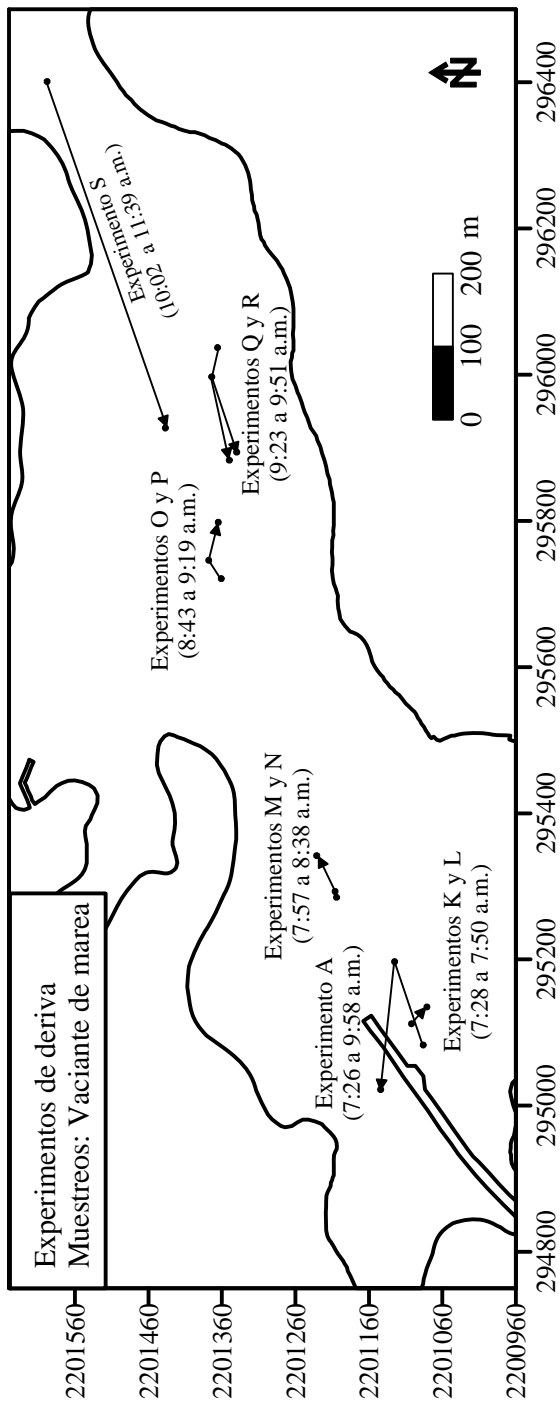 Experimentos de deriva
Muestreos: Vaciante de marea
Experimento S
(10:02 a 11:39 a.m.)
Experimentos O y P
(8:43 a 9:19 a.m.)
Experimentos Q y R
(9:23 a 9:51 a.m.)
Experimentos M y N
(7:57 a 8:38 a.m.)
Experimento A
(7:26 a 9:58 a.m.)
Experimentos K y L
(7:28 a 7:50 a.m.)
N
0 100 200 m
2201560
2201460
2201360
2201260
2201160
2201060
2200960
294800 295000 295200 295400 295600 295800 296000 296200 296400